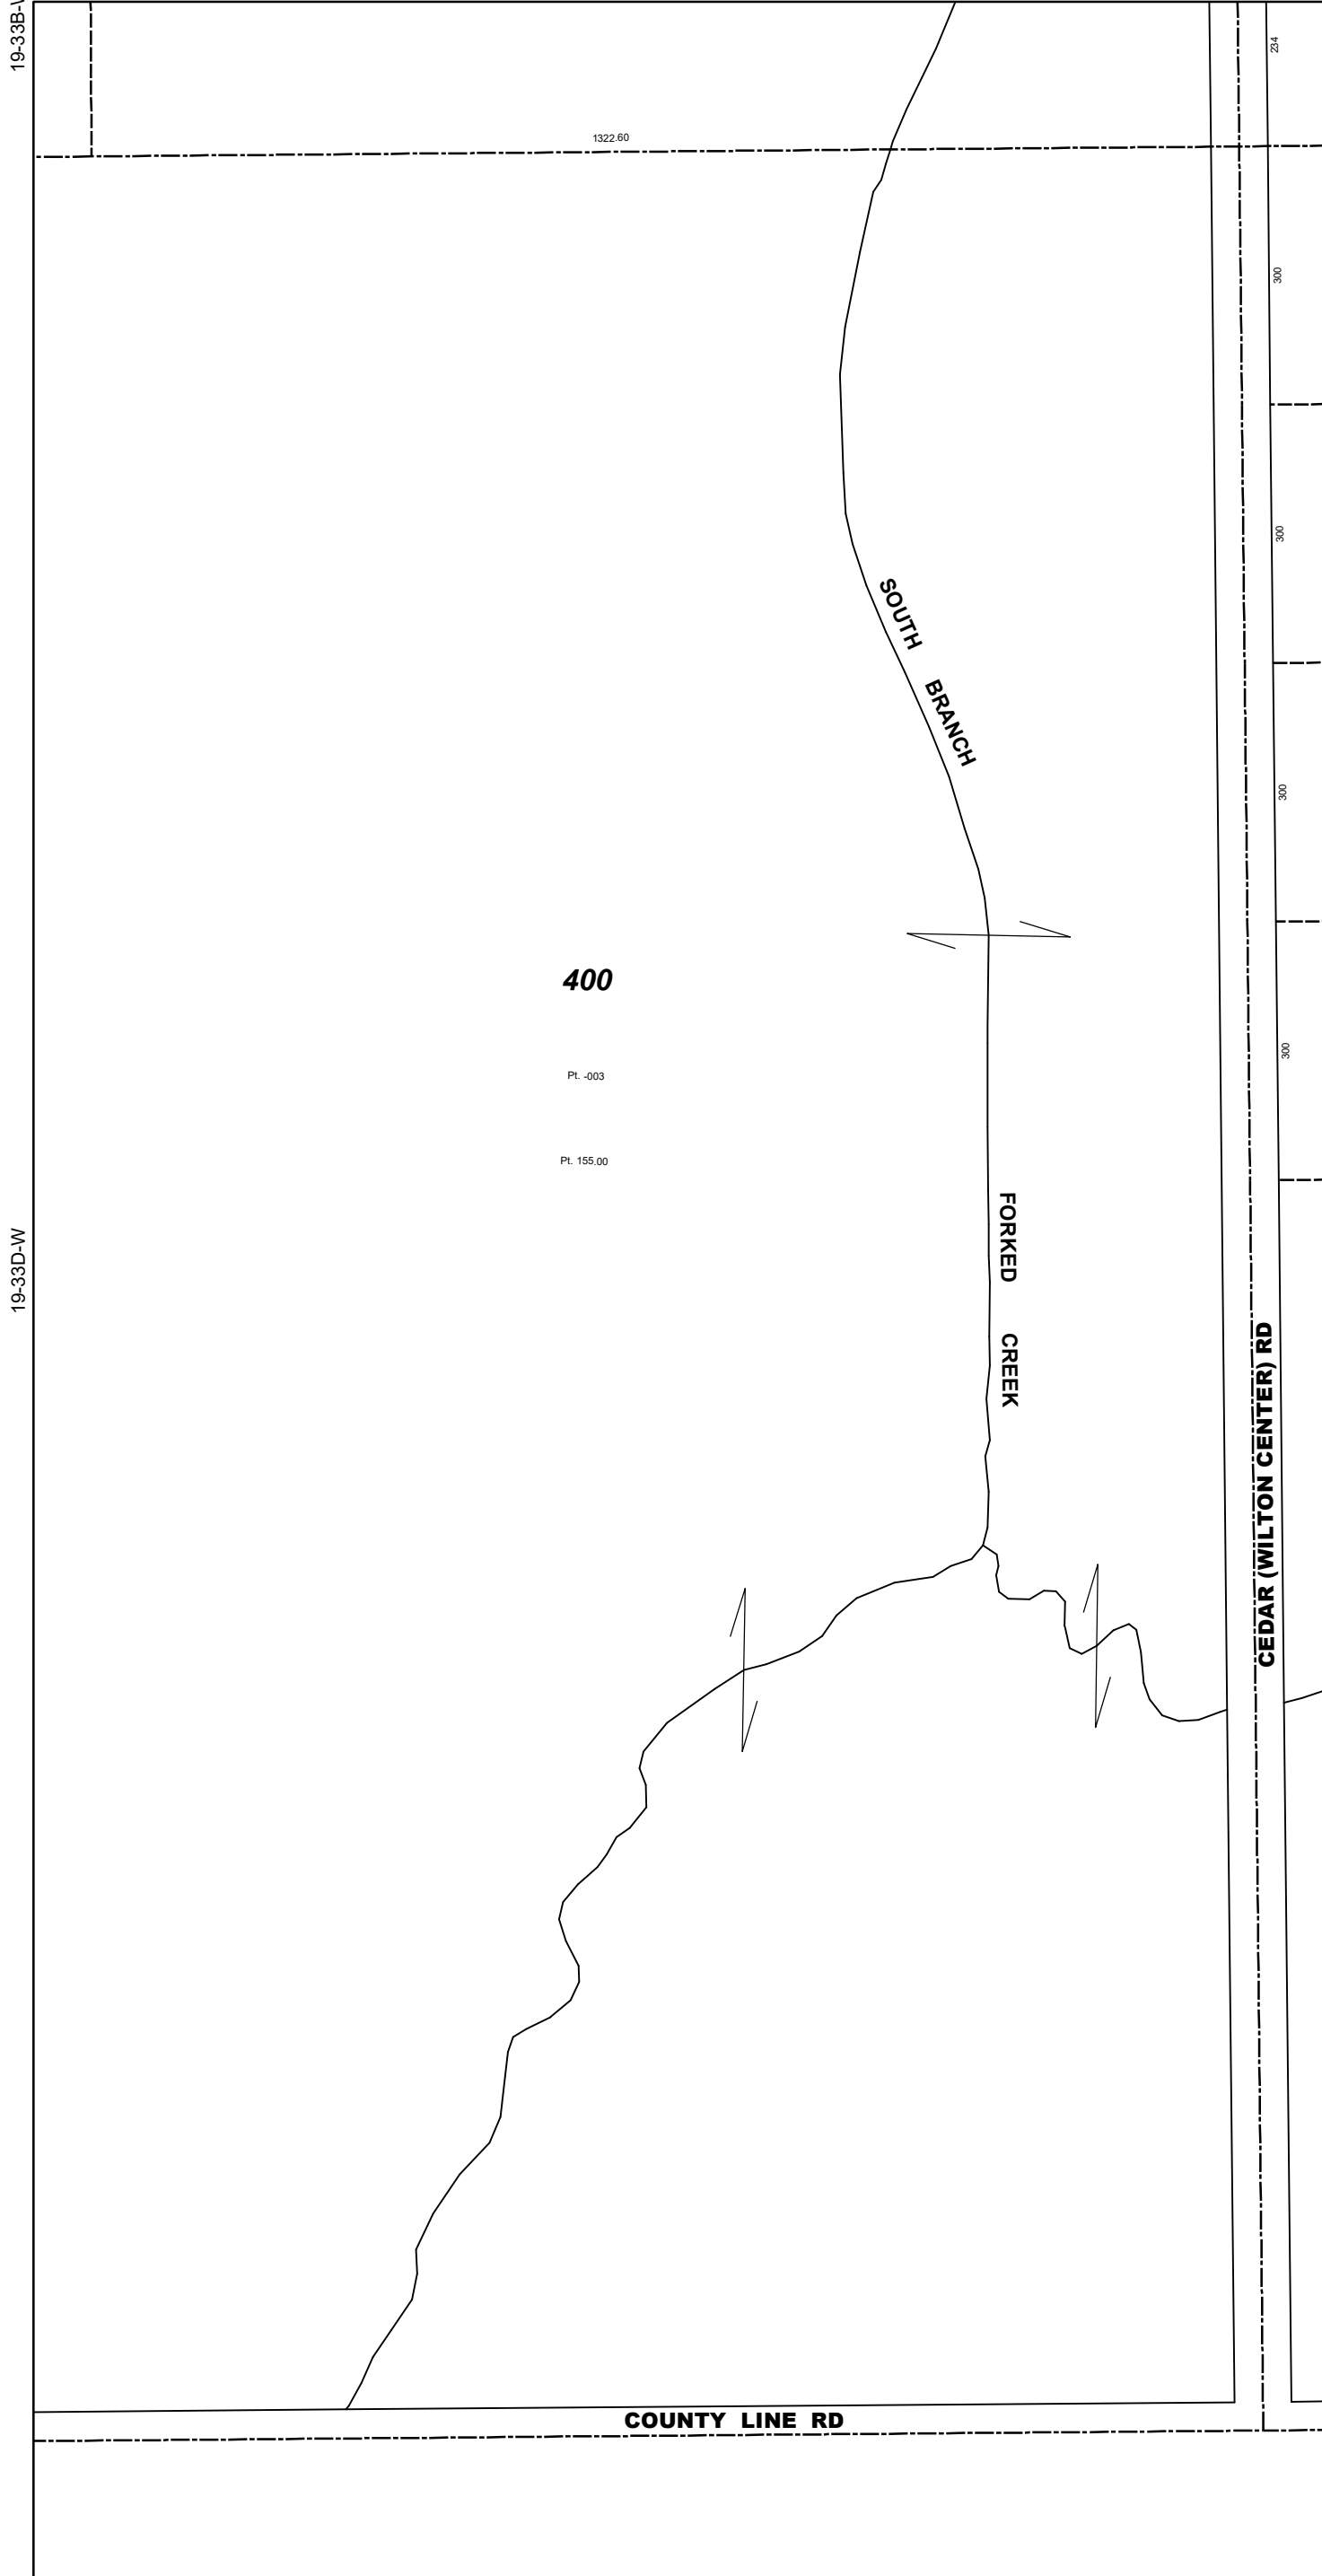 19-33B-
234
1322.60
300
300
SOUTH BRANCH
300
400
300
Pt. -003
Pt. 155.00
FORKED CREEK
19-33D-W
CEDAR (WILTON CENTER) RD
COUNTY LINE RD